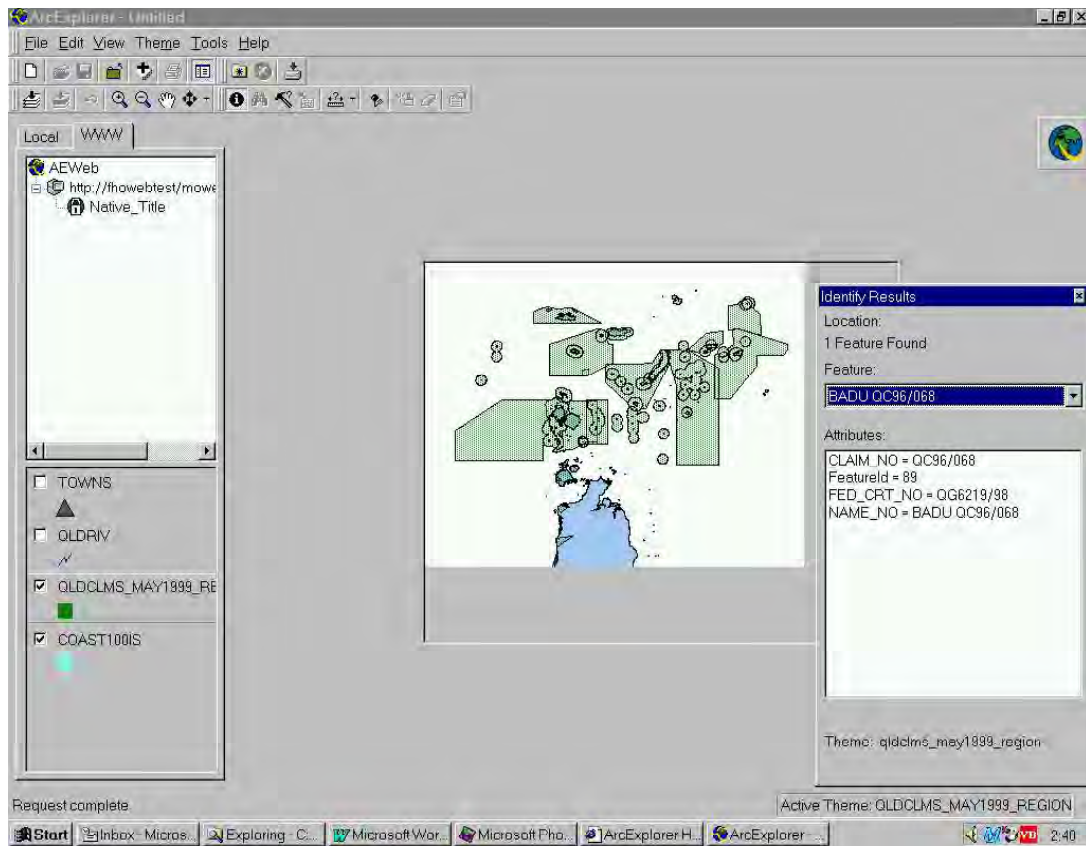 ArcExplorer - Untitled
File Edit View Theme Tools Help
Local WWW
AEWeb
http://fhowebtest/mowe
Native_Title
TOWNS
QLDRIV
QLDCLMS_MAY1999_RE
COAST100IS
Identify Results
Location:
1 Feature Found
Feature:
BADU QC96/068
Attributes:
CLAIM_NO = QC96/068
FeatureId = 89
FED_CRT_NO = QG6219/98
NAME_NO = BADU QC96/068
Theme: qldclms_may1999_region
Request complete
Active Theme: QLDCLMS_MAY1999_REGION
Start Inbox - Micros... Exploring - C... Microsoft Wor... Microsoft Pho... ArcExplorer H... ArcExplorer - ... 2:40